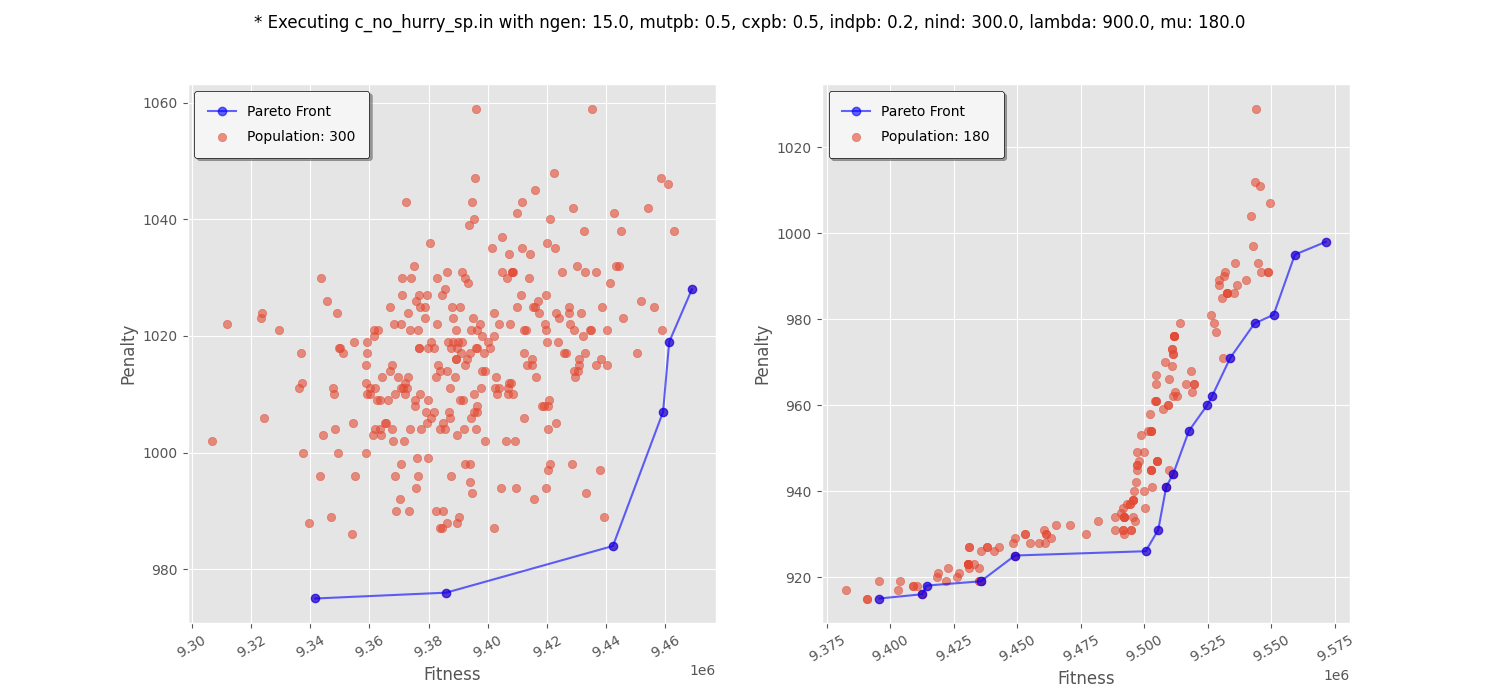 * Executing c_no_hurry_sp.in with ngen: 15.0, mutpb: 0.5, cxpb: 0.5, indpb: 0.2, nind: 300.0, lambda: 900.0, mu: 180.0
Pareto Front
Population: 300
1060
1040
1020
1000
980
Penalty
9.30
9.32
9.34
9.36
9.38
9.40
9.42
9.44
9.46
1e6
Fitness
Pareto Front
Population: 180
1020
1000
980
960
940
920
Penalty
9.375
9.400
9.425
9.450
9.475
9.500
9.525
9.550
9.575
1e6
Fitness